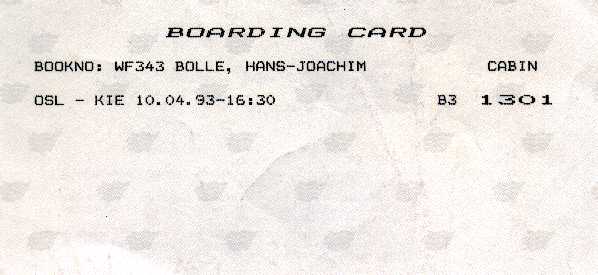 BOARDING CARD
BOOKNO: WF343 BOLLE, HANS-JOACHIM CABIN
OSL - KIE 10.04.93-16:30 B3 1301